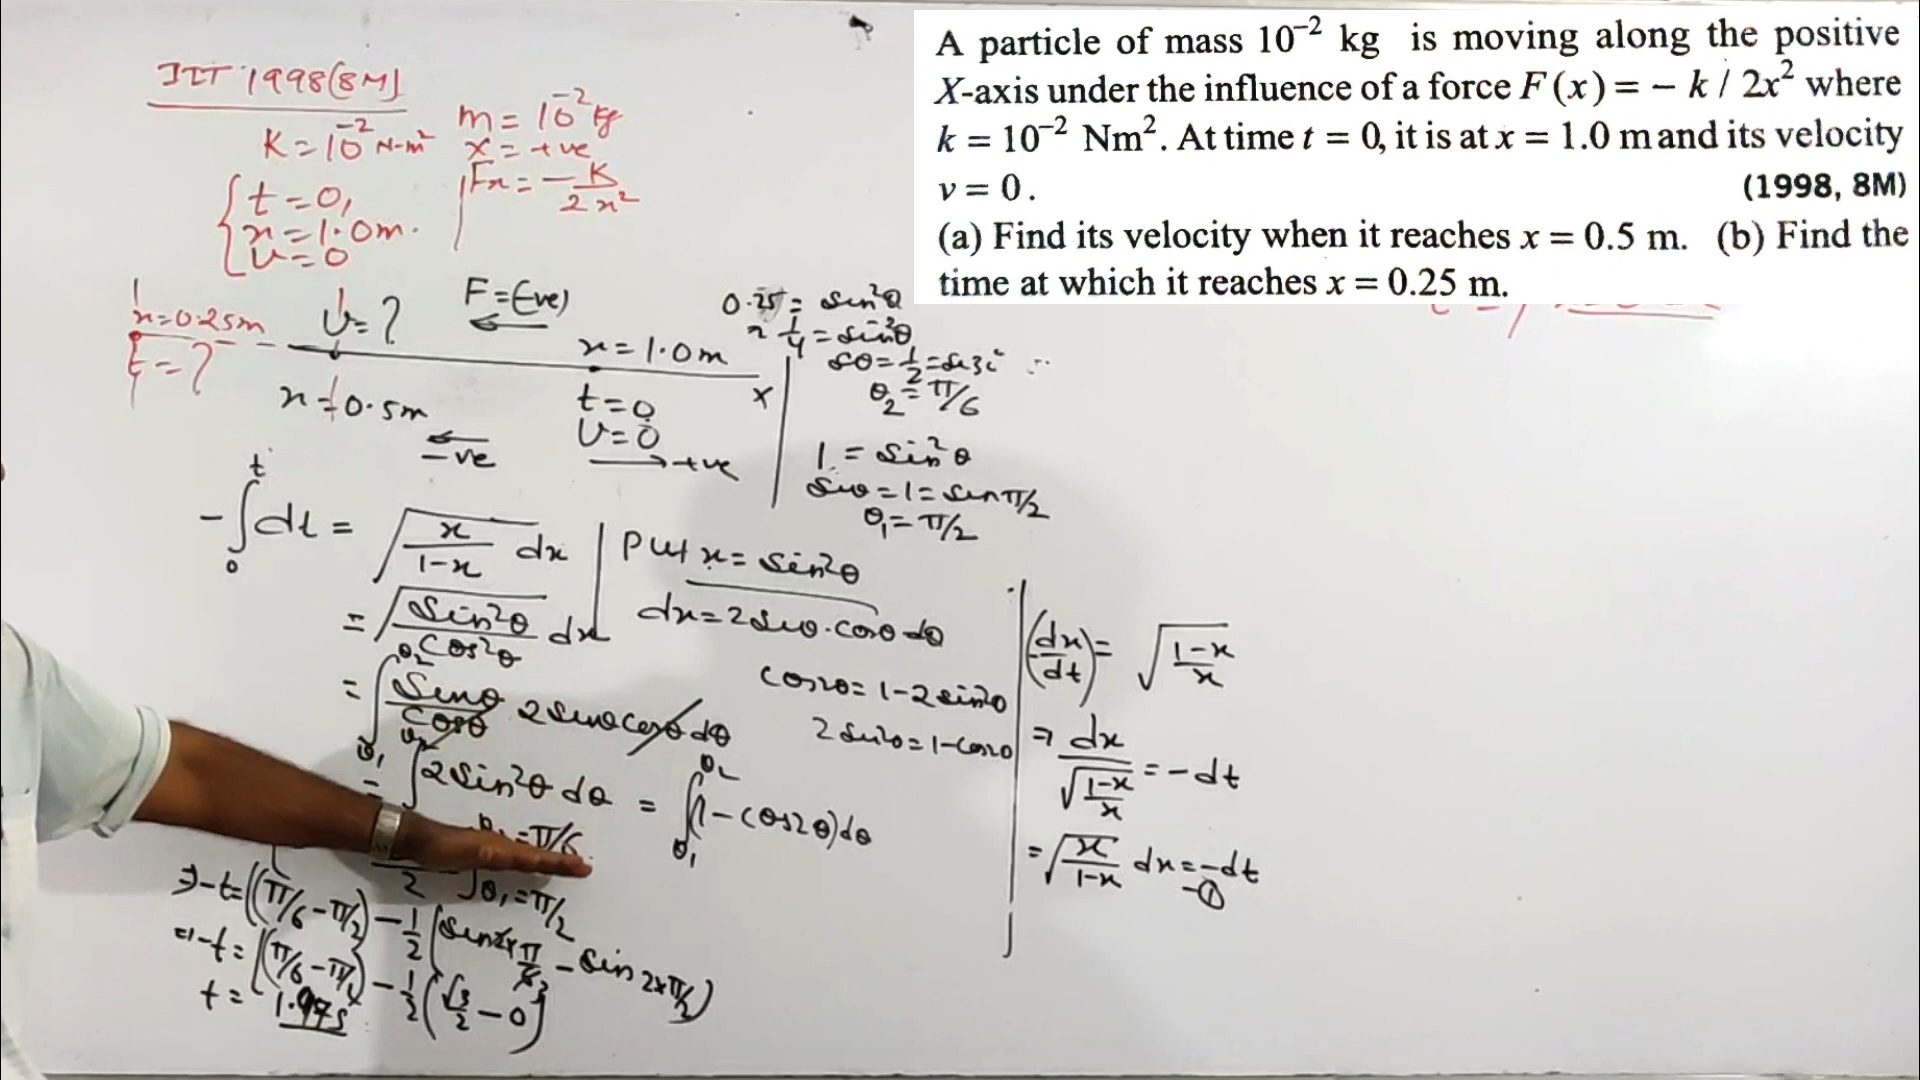 A particle of mass 10⁻² kg is moving along the positive
X-axis under the influence of a force F (x) = − k / 2x² where
k = 10⁻² Nm². At time t = 0, it is at x = 1.0 m and its velocity
v = 0. (1998, 8M)
(a) Find its velocity when it reaches x = 0.5 m. (b) Find the
time at which it reaches x = 0.25 m.
IIT 1998(8M)
K = 10⁻² N-m²
m = 10⁻² kg
x = +ve
Fx = - K/2x²
t = 0,
x = 1.0m.
v = 0
x = 0.25m
t = ?
v = ?
F = (-ve)
x = 1.0m
x
x = 0.5m
t = 0
v = 0
-ve
+ve
0.25 = sin²θ
1/4 = sin²θ
θ₂ = π/6
1 = sin²θ
sinθ = 1 = sin π/2
θ₁ = π/2
-∫₀ᵗ dt = √(x/(1-x)) dx
Put x = sin²θ
= √(sin²θ/cos²θ) dx
dx = 2sinθ.cosθ dθ
= ∫θ₁^θ₂ sinθ/cosθ 2sinθcosθ dθ
cos2θ = 1-2sin²θ
2sin²θ = 1-cos2θ
= ∫2sin²θ dθ = ∫θ₁^θ₂ (1-cos2θ)dθ
= π/6
2 ]θ₁ = π/2
⇒ -t = [(π/6 - π/2) - 1/2 (sin2×π/6 - sin 2×π/2)
⇒ -t = [(π/6 - π/2) - 1/2 (√3/2 - 0)]
t = 1.97s
(-dx/dt) = √((1-x)/x)
⇒ dx/√((1-x)/x) = -dt
= √(x/(1-x)) dx = -dt
-①